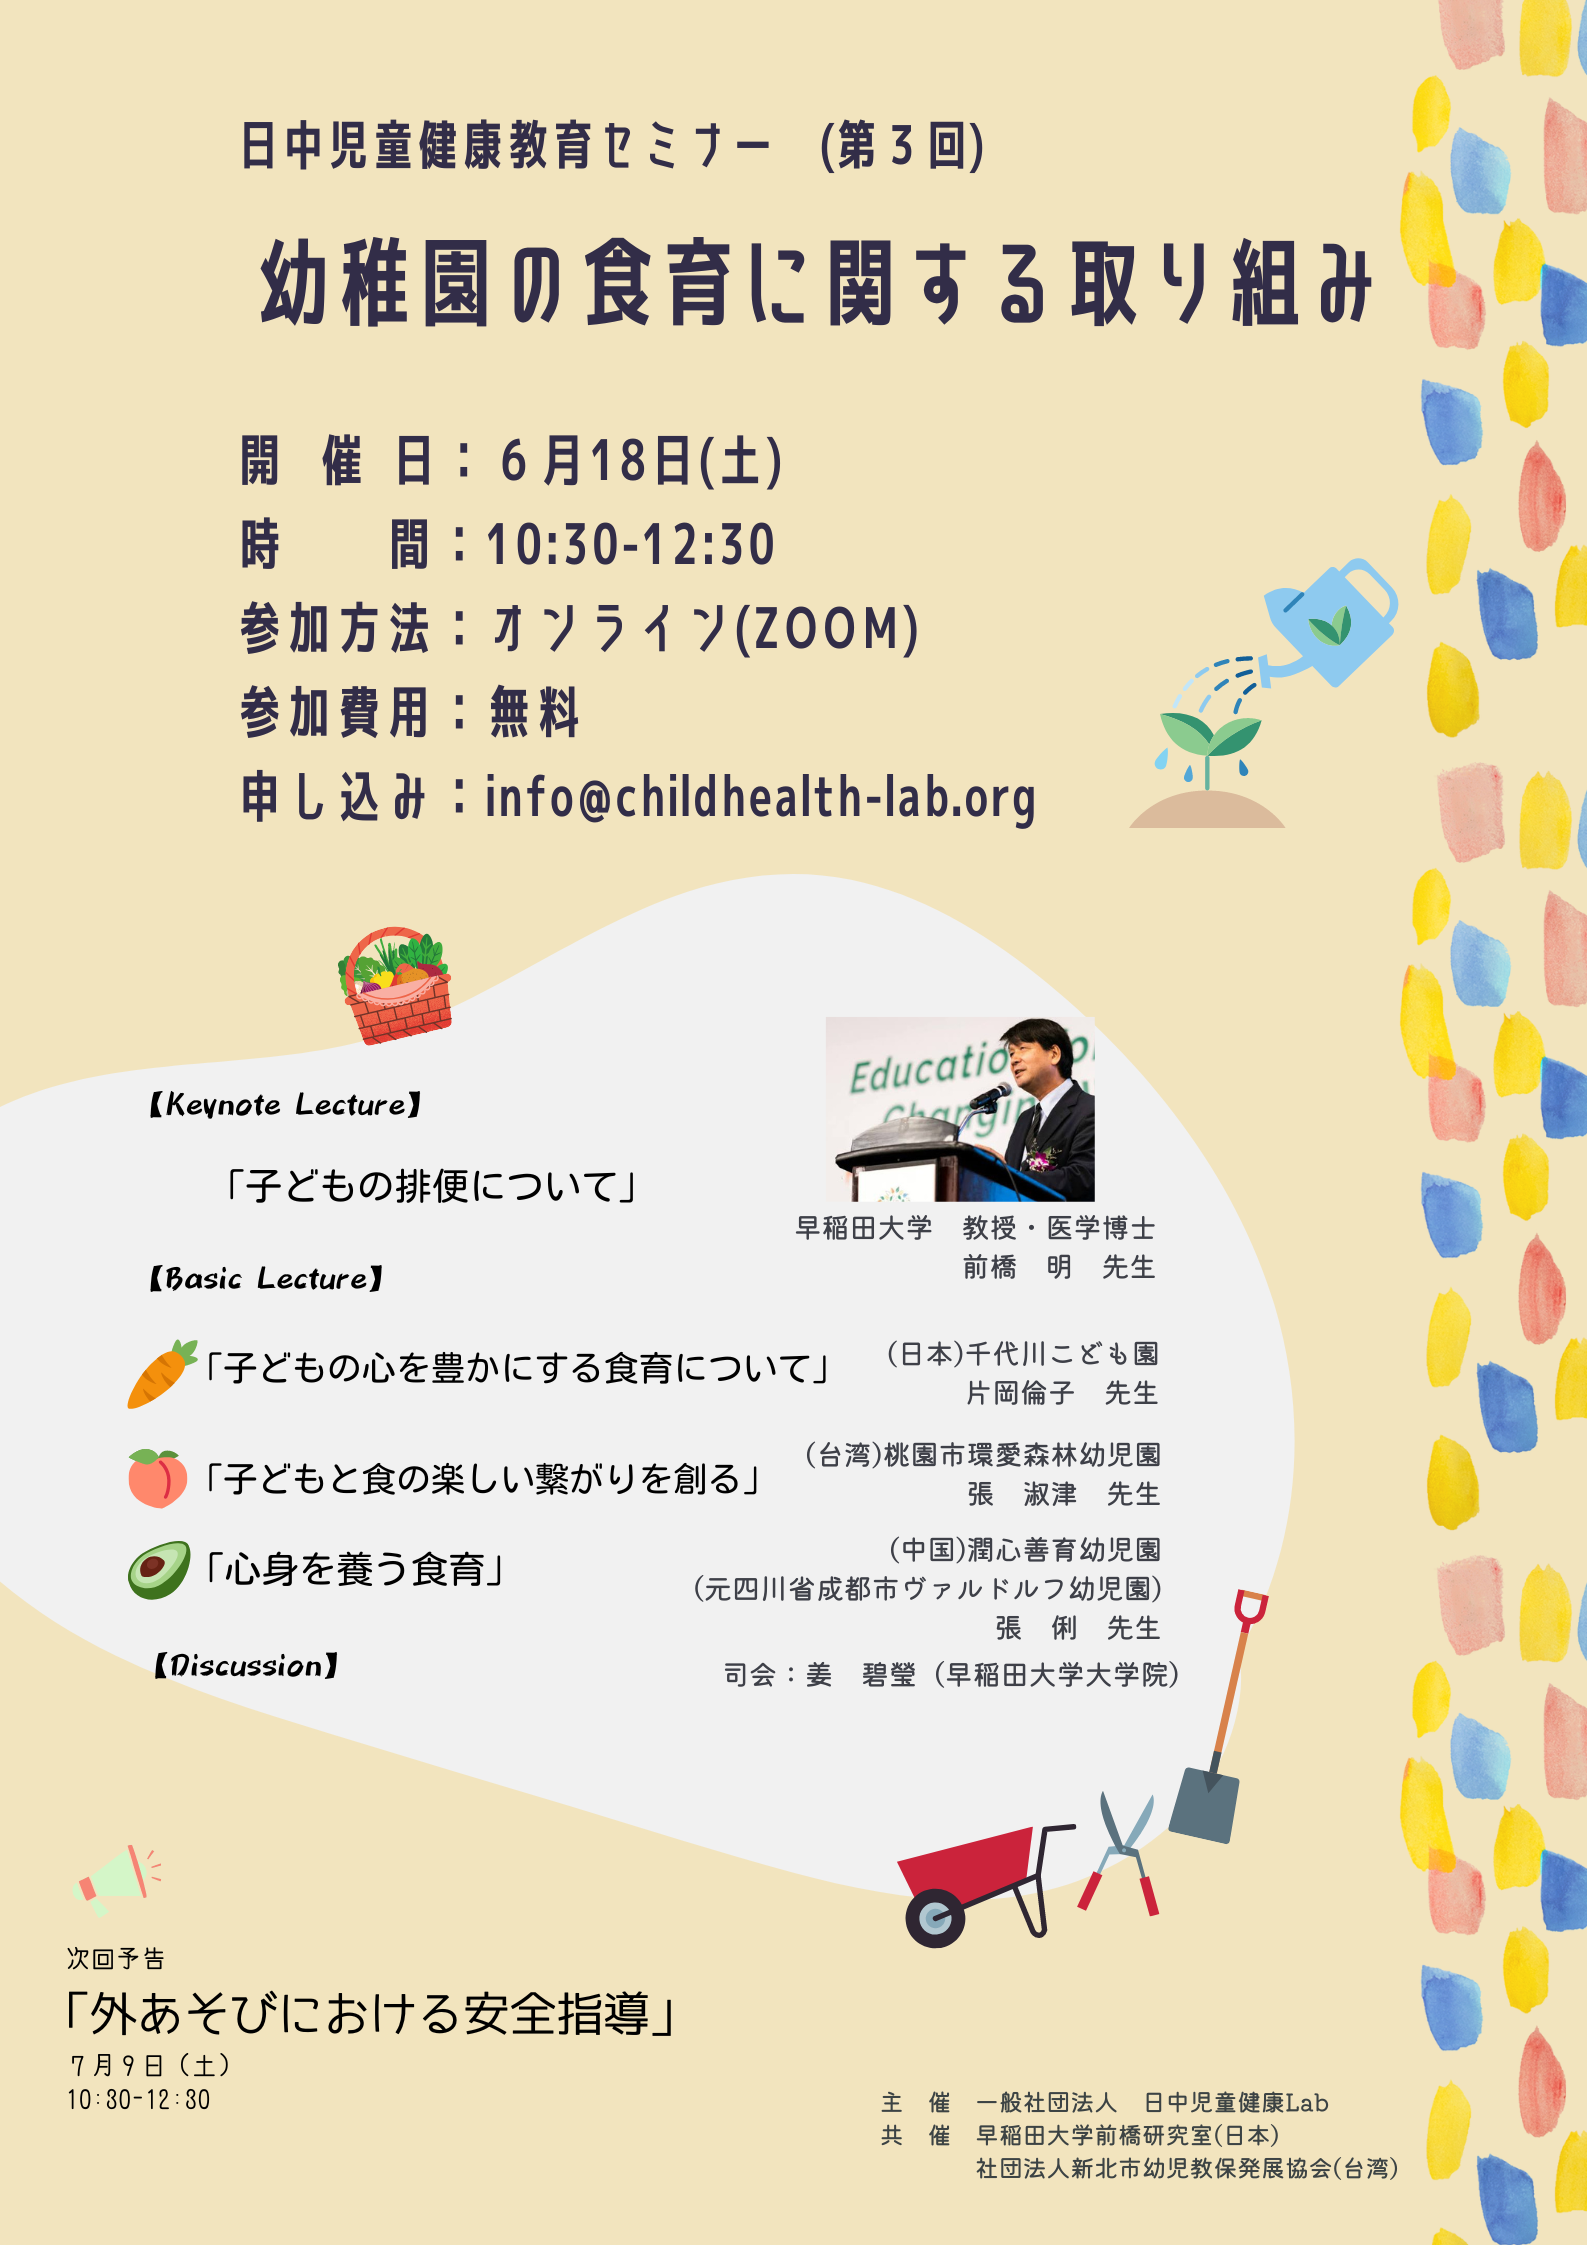 日中児童健康教育セミナー　(第３回)
幼稚園の食育に関する取り組み
開　催　日：６月18日(土)
時　　　間：10:30-12:30
参加方法：オンライン(ZOOM)
参加費用：無料
申し込み：info@childhealth-lab.org
【Keynote Lecture】
「子どもの排便について」
早稲田大学　教授・医学博士
前橋　明　先生
【Basic Lecture】
「子どもの心を豊かにする食育について」
(日本)千代川こども園
片岡倫子　先生
「子どもと食の楽しい繋がりを創る」
(台湾)桃園市環愛森林幼児園
張　淑津　先生
「心身を養う食育」
(中国)潤心善育幼児園
(元四川省成都市ヴァルドルフ幼児園)
張　俐　先生
【Discussion】
司会：姜　碧瑩（早稲田大学大学院）
次回予告
「外あそびにおける安全指導」
７月９日（土）
10:30-12:30
主　催　一般社団法人　日中児童健康Lab
共　催　早稲田大学前橋研究室(日本)
社団法人新北市幼児教保発展協会(台湾)